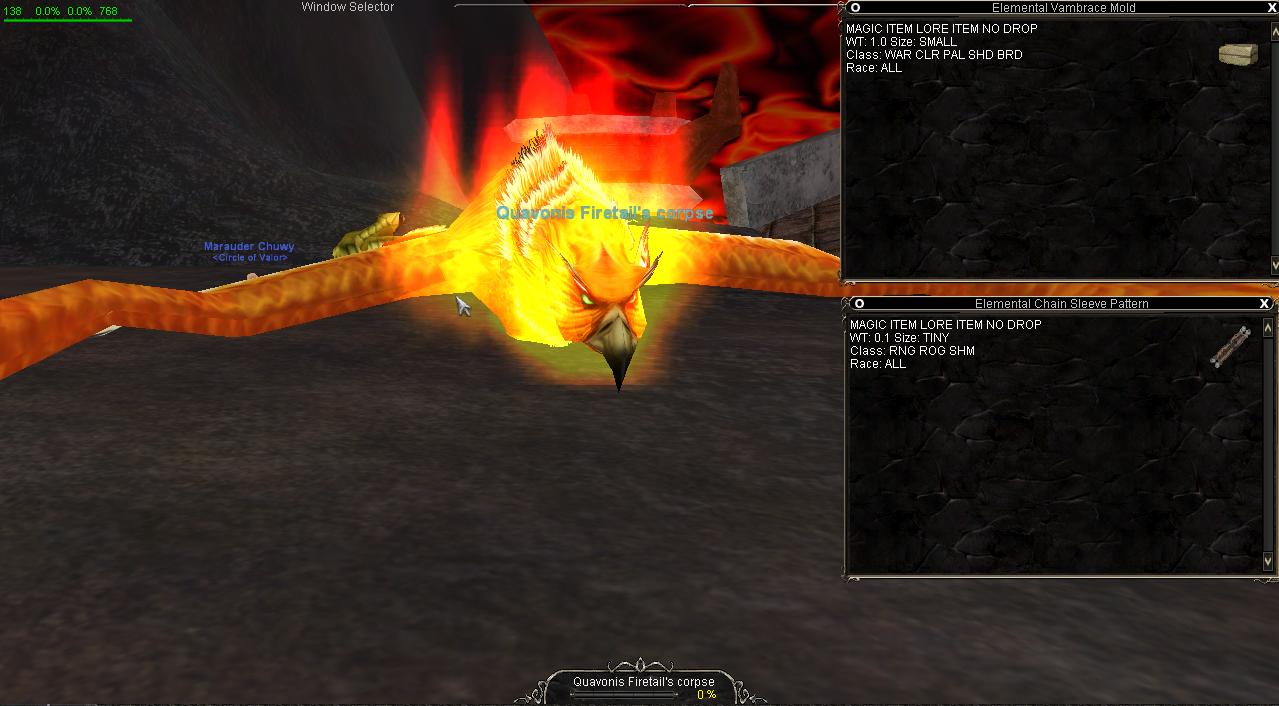 138 0.0% 0.0% 768
Window Selector
Quavonis Firetail's corpse
Marauder Chuwy
<Circle of Valor>
O Elemental Vambrace Mold X
MAGIC ITEM LORE ITEM NO DROP
WT: 1.0 Size: SMALL
Class: WAR CLR PAL SHD BRD
Race: ALL
O Elemental Chain Sleeve Pattern X
MAGIC ITEM LORE ITEM NO DROP
WT: 0.1 Size: TINY
Class: RNG ROG SHM
Race: ALL
Quavonis Firetail's corpse
0 %